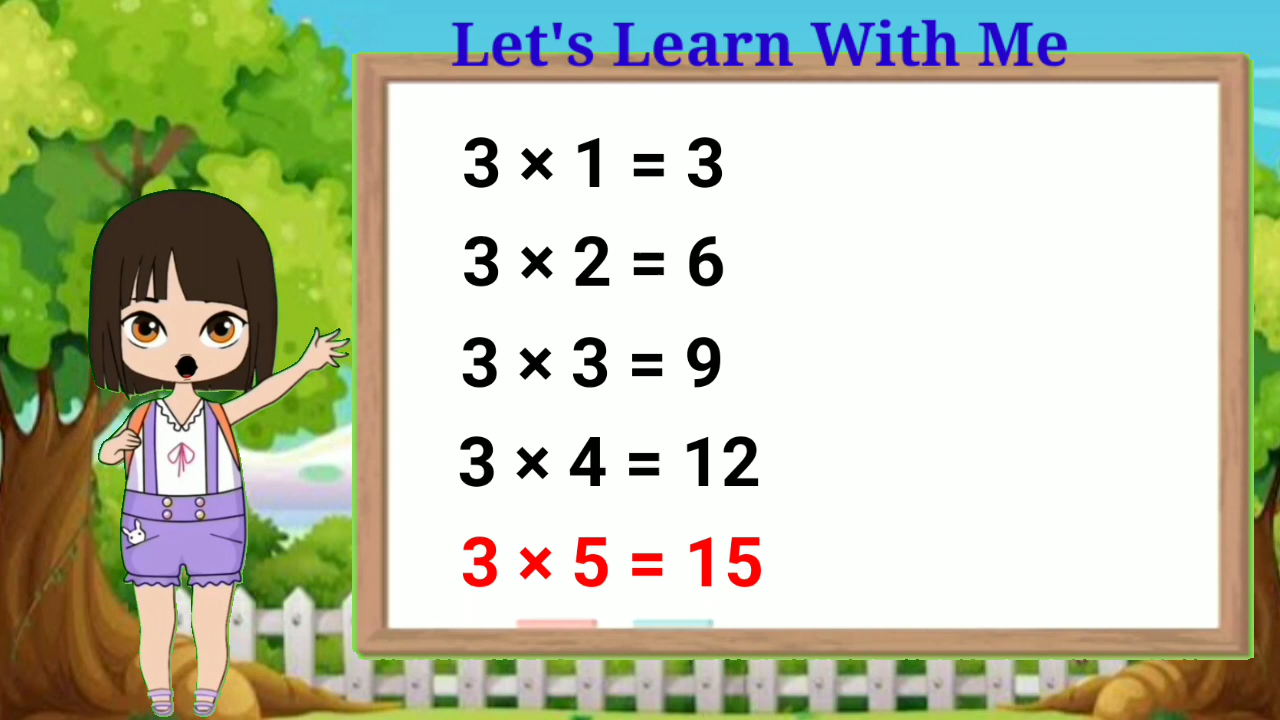 Let's Learn With Me
3 × 1 = 3
3 × 2 = 6
3 × 3 = 9
3 × 4 = 12
3 × 5 = 15